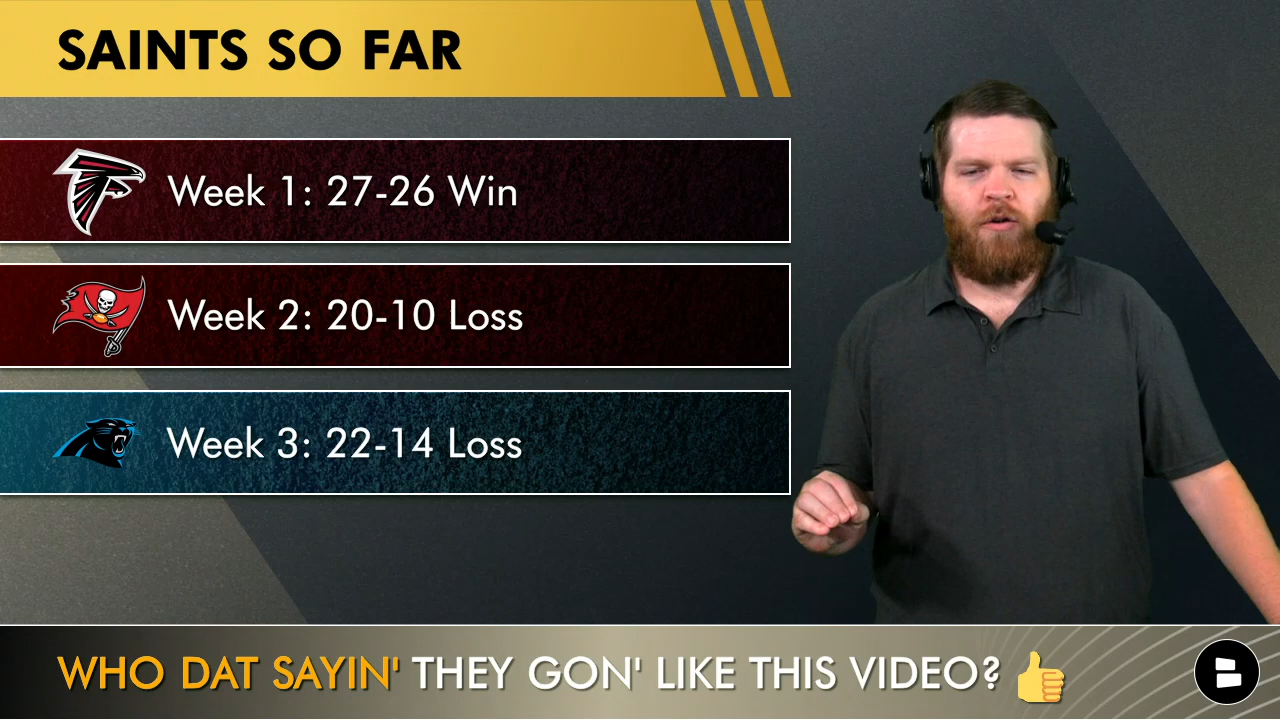 SAINTS SO FAR
Week 1: 27-26 Win
Week 2: 20-10 Loss
Week 3: 22-14 Loss
WHO DAT SAYIN' THEY GON' LIKE THIS VIDEO?